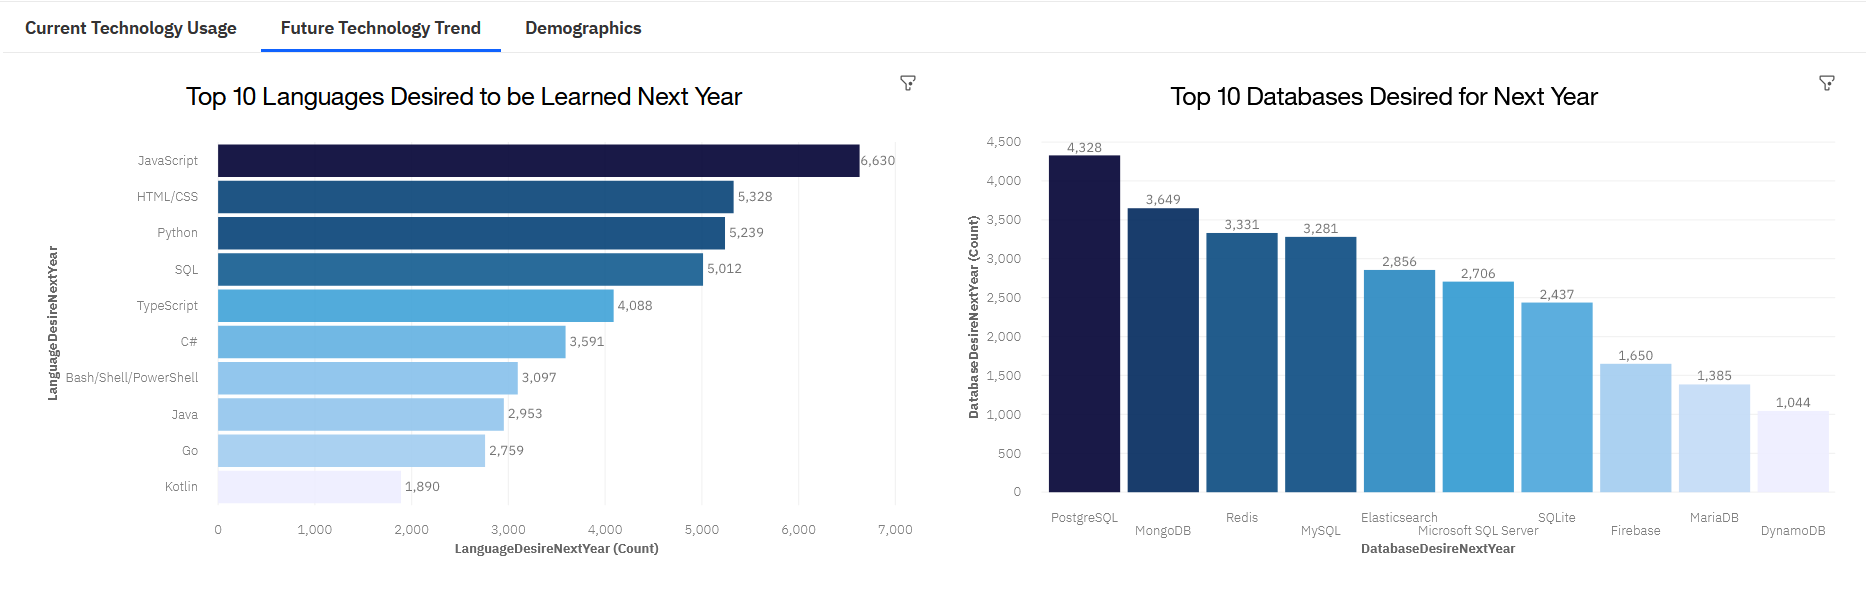 Current Technology Usage
Future Technology Trend
Demographics
Top 10 Languages Desired to be Learned Next Year
LanguageDesireNextYear
JavaScript 6,630
HTML/CSS 5,328
Python 5,239
SQL 5,012
TypeScript 4,088
C# 3,591
Bash/Shell/PowerShell 3,097
Java 2,953
Go 2,759
Kotlin 1,890
0 1,000 2,000 3,000 4,000 5,000 6,000 7,000
LanguageDesireNextYear (Count)
Top 10 Databases Desired for Next Year
DatabaseDesireNextYear (Count)
4,500
4,000
3,500
3,000
2,500
2,000
1,500
1,000
500
0
4,328
3,649
3,331
3,281
2,856
2,706
2,437
1,650
1,385
1,044
PostgreSQL
MongoDB
Redis
MySQL
Elasticsearch
Microsoft SQL Server
SQLite
Firebase
MariaDB
DynamoDB
DatabaseDesireNextYear